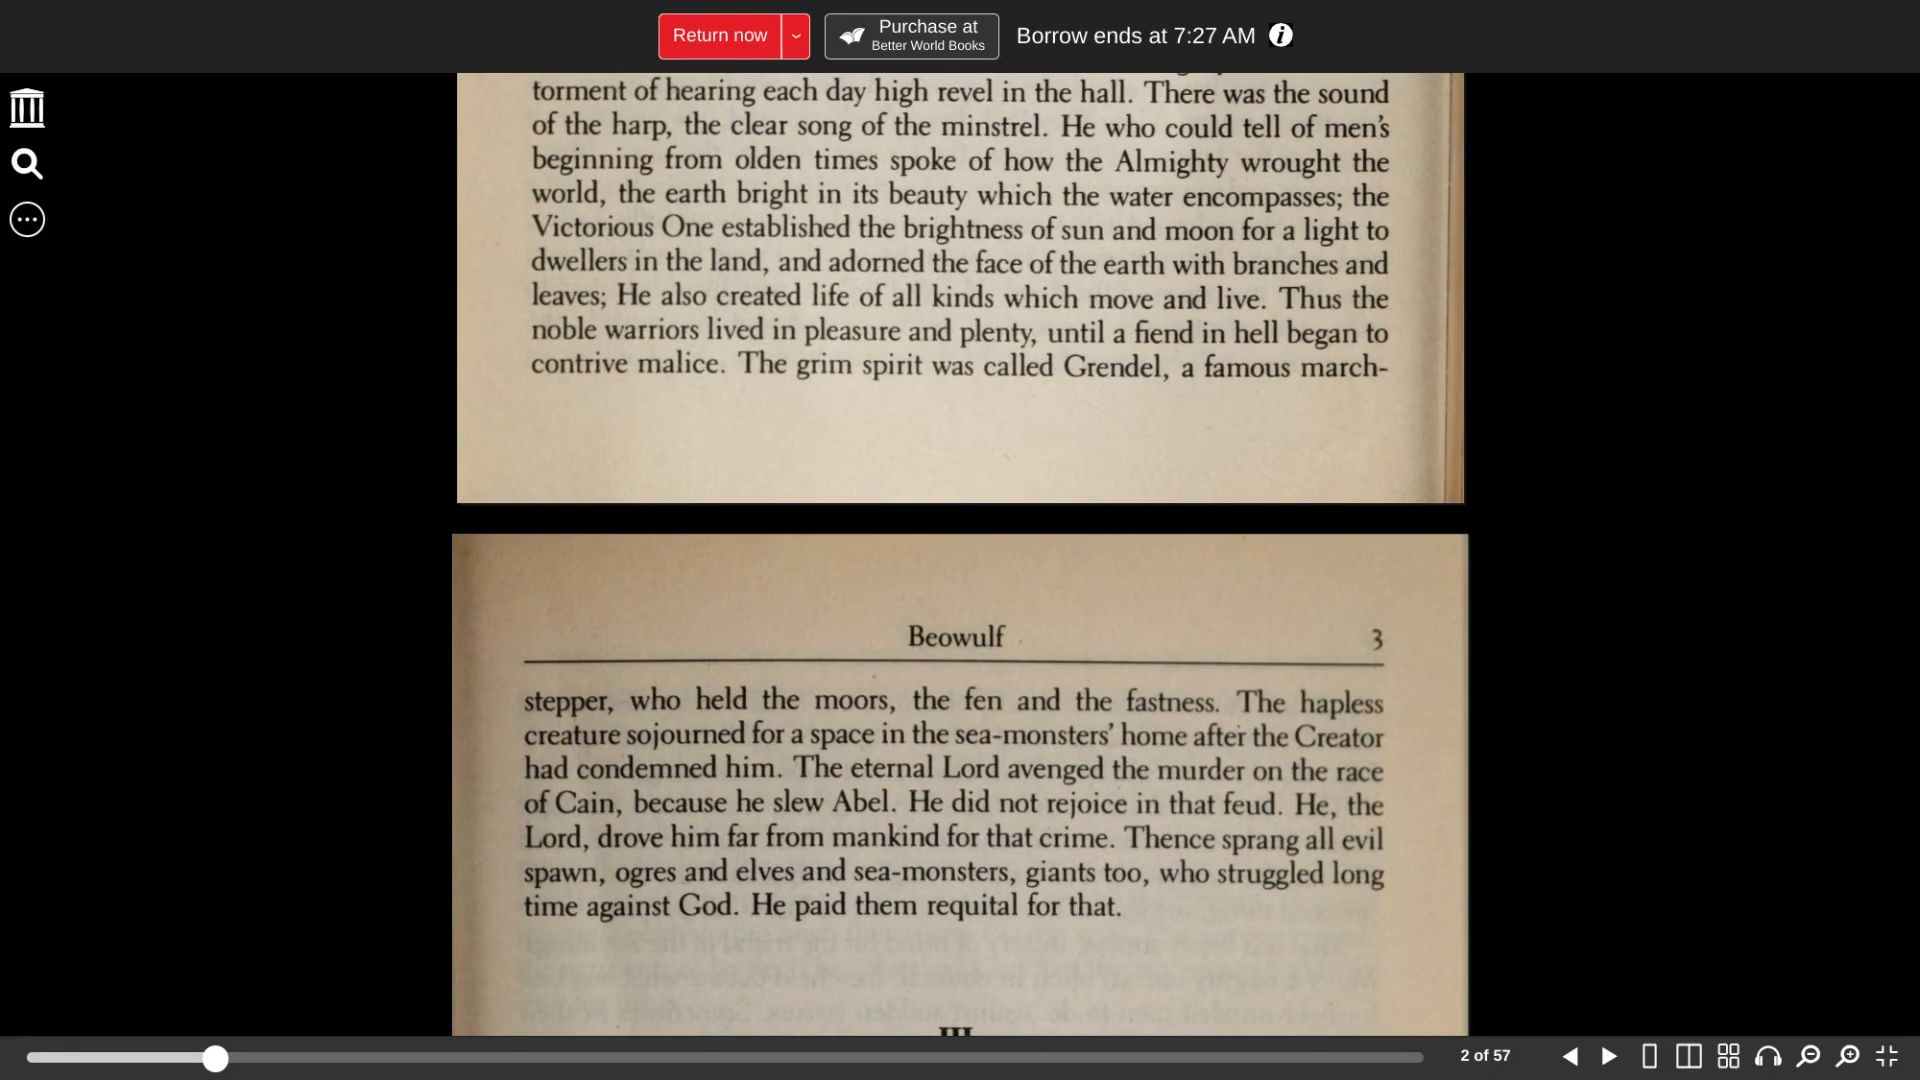 Return now
Purchase at
Better World Books
Borrow ends at 7:27 AM
torment of hearing each day high revel in the hall. There was the sound
of the harp, the clear song of the minstrel. He who could tell of men's
beginning from olden times spoke of how the Almighty wrought the
world, the earth bright in its beauty which the water encompasses; the
Victorious One established the brightness of sun and moon for a light to
dwellers in the land, and adorned the face of the earth with branches and
leaves; He also created life of all kinds which move and live. Thus the
noble warriors lived in pleasure and plenty, until a fiend in hell began to
contrive malice. The grim spirit was called Grendel, a famous march-
Beowulf 3
stepper, who held the moors, the fen and the fastness. The hapless
creature sojourned for a space in the sea-monsters' home after the Creator
had condemned him. The eternal Lord avenged the murder on the race
of Cain, because he slew Abel. He did not rejoice in that feud. He, the
Lord, drove him far from mankind for that crime. Thence sprang all evil
spawn, ogres and elves and sea-monsters, giants too, who struggled long
time against God. He paid them requital for that.
III
2 of 57